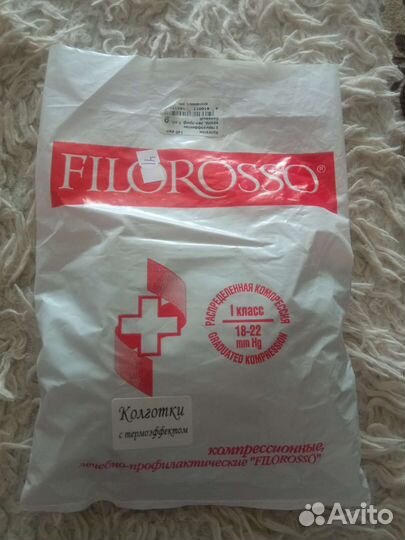 FILOROSSO®
РАСПРЕДЕЛЕННАЯ КОМПРЕССИЯ
I класс
18-22
mm Hg
GRADUATED KOMPRESSION
Колготки
с термоэффектом
компрессионные,
лечебно-профилактические "FILOROSSO"
Avito